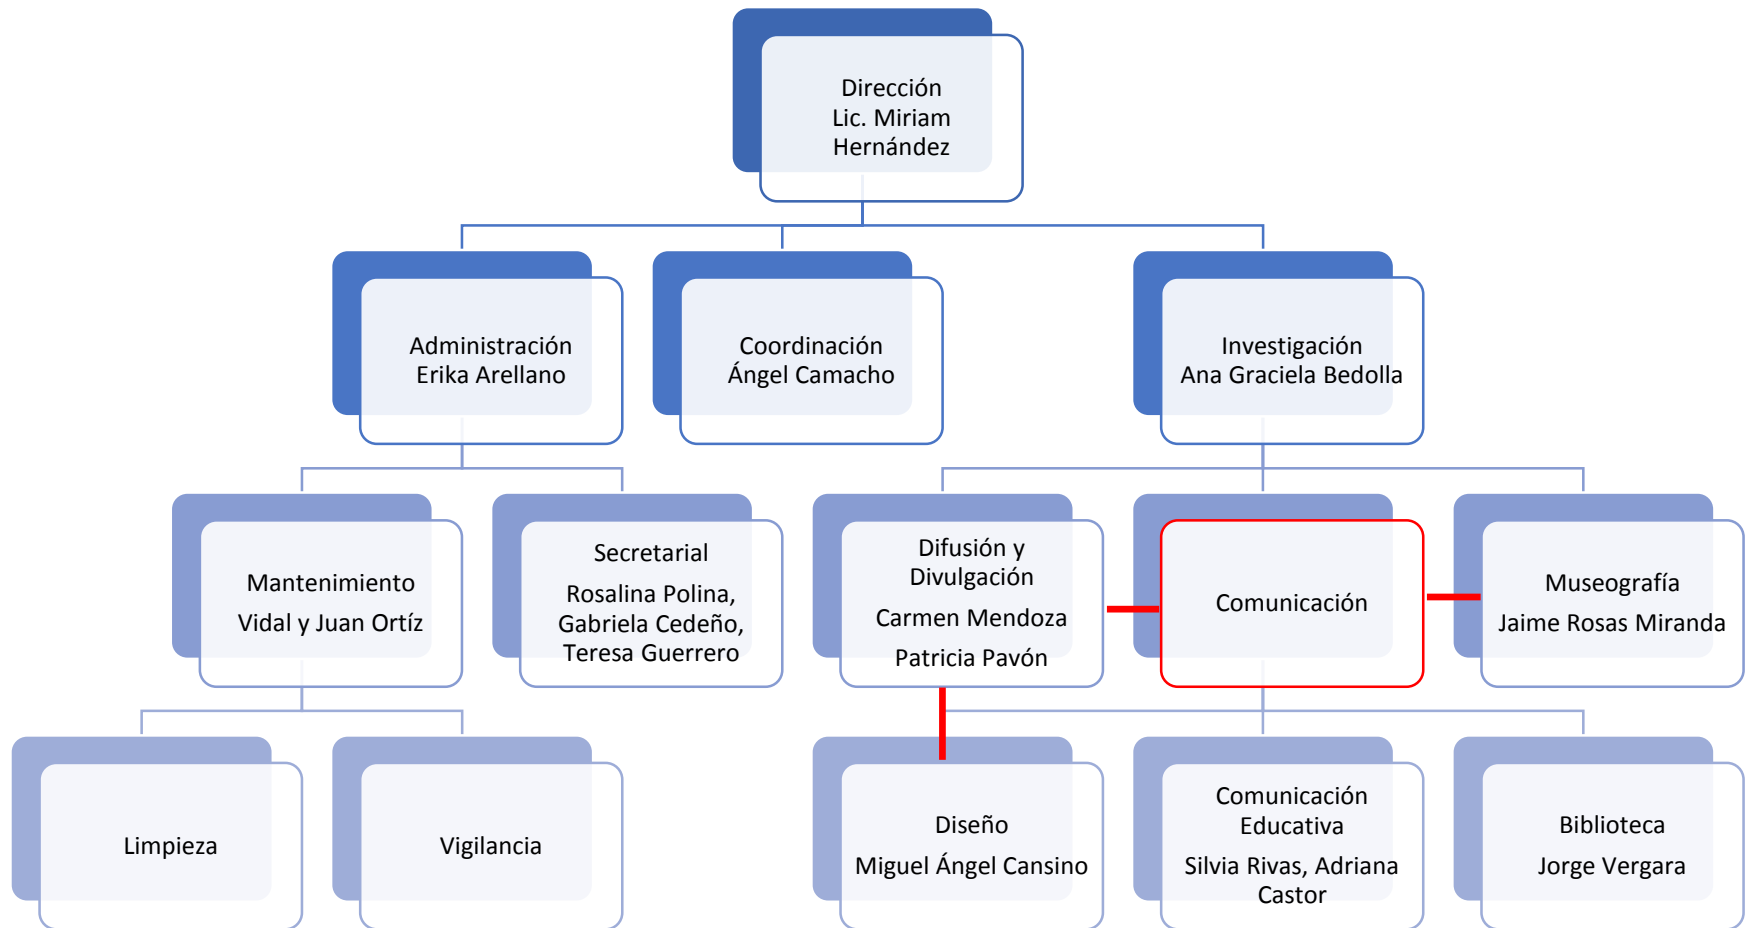 Dirección
Lic. Miriam
Hernández
Administración
Erika Arellano
Coordinación
Ángel Camacho
Investigación
Ana Graciela Bedolla
Mantenimiento
Vidal y Juan Ortíz
Secretarial
Rosalina Polina,
Gabriela Cedeño,
Teresa Guerrero
Difusión y
Divulgación
Carmen Mendoza
Patricia Pavón
Comunicación
Museografía
Jaime Rosas Miranda
Limpieza
Vigilancia
Diseño
Miguel Ángel Cansino
Comunicación
Educativa
Silvia Rivas, Adriana
Castor
Biblioteca
Jorge Vergara